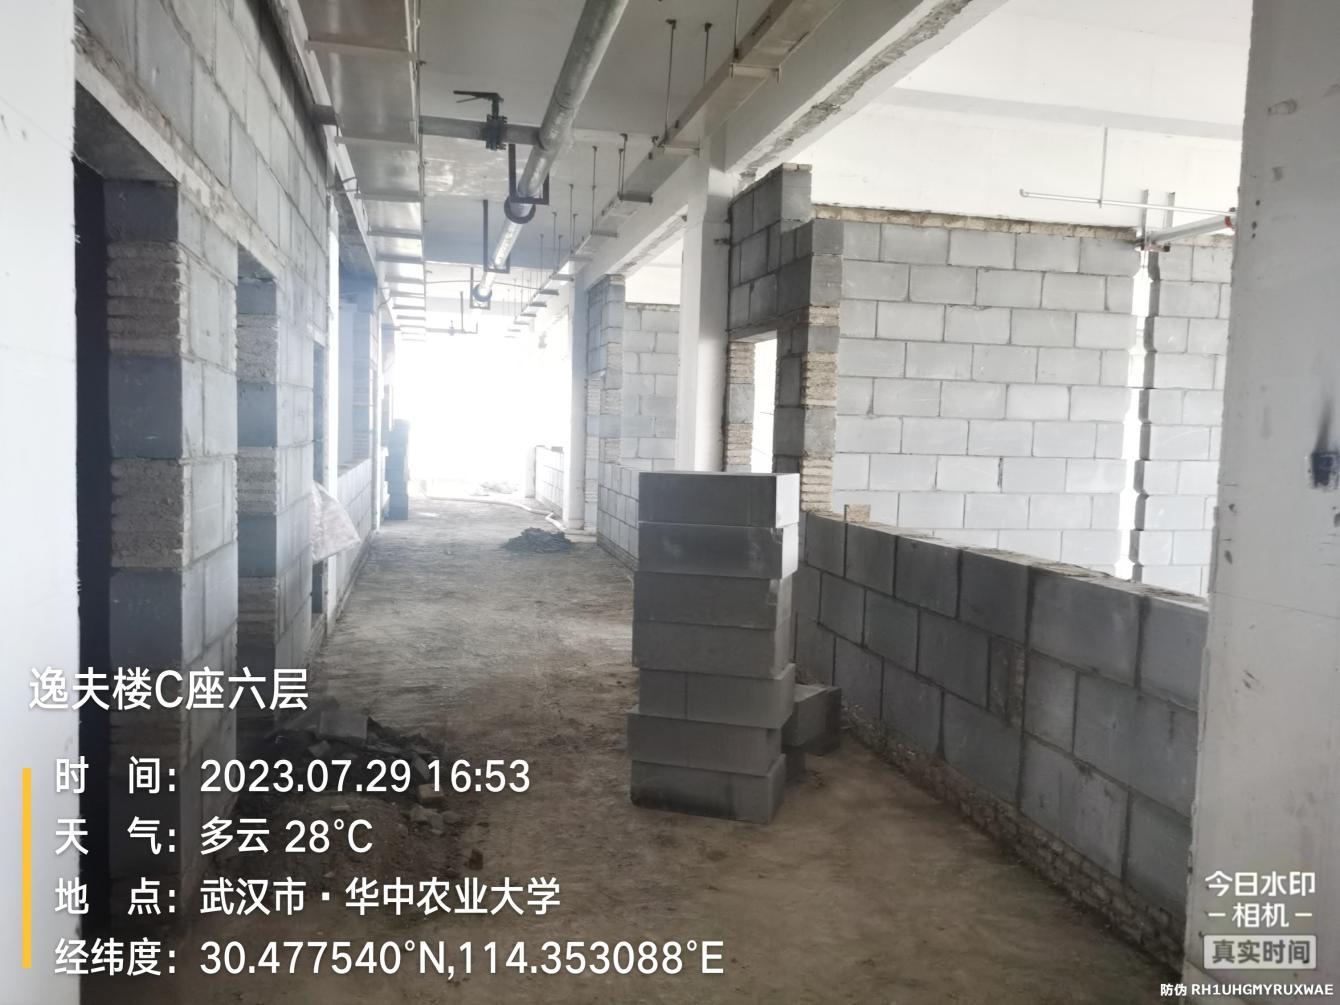 逸夫楼C座六层
时 间：2023.07.29 16:53
天 气：多云 28°C
地 点：武汉市·华中农业大学
经纬度：30.477540°N,114.353088°E
今日水印
-相机-
真实时间
防伪 RH1UHGMYRUXWAE